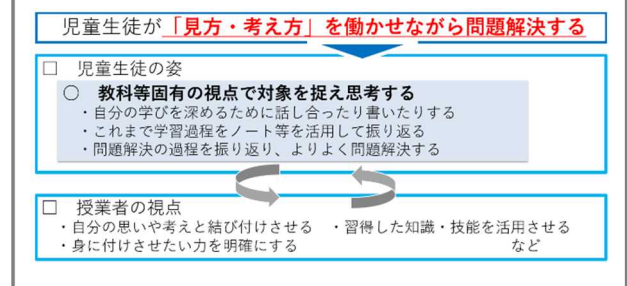 児童生徒が「見方・考え方」を働かせながら問題解決する
□ 児童生徒の姿
○ 教科等固有の視点で対象を捉え思考する
・自分の学びを深めるために話し合ったり書いたりする
・これまで学習過程をノート等を活用して振り返る
・問題解決の過程を振り返り、よりよく問題解決する
□ 授業者の視点
・自分の思いや考えと結び付けさせる ・習得した知識・技能を活用させる
・身に付けさせたい力を明確にする など